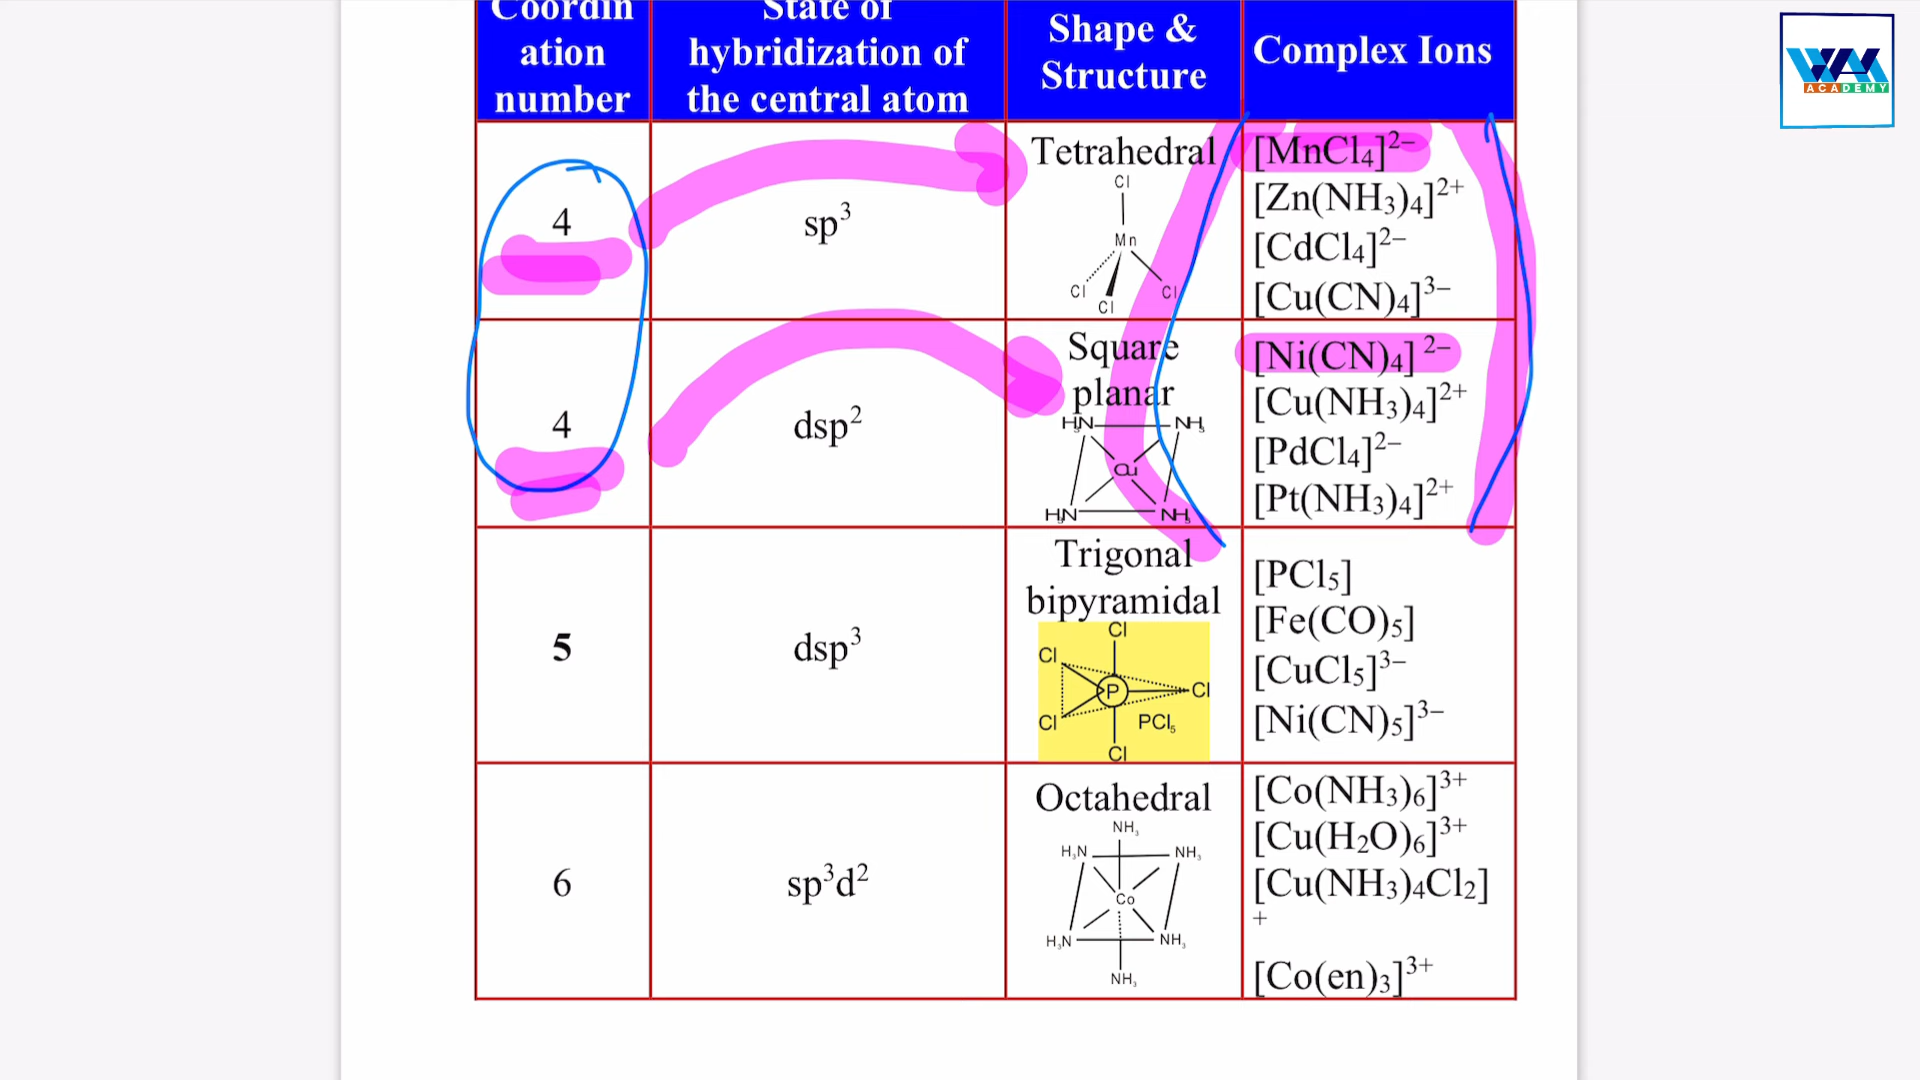 Coordin
ation
number
State of
hybridization of
the central atom
Shape &
Structure
Complex Ions
WAM
ACADEMY
4
sp³
Tetrahedral
Cl
Mn
Cl
Cl
Cl
[MnCl₄]²⁻
[Zn(NH₃)₄]²⁺
[CdCl₄]²⁻
[Cu(CN)₄]³⁻
4
dsp²
Square
planar
H₃N NH₃
Cu
H₃N NH₃
[Ni(CN)₄] ²⁻
[Cu(NH₃)₄]²⁺
[PdCl₄]²⁻
[Pt(NH₃)₄]²⁺
5
dsp³
Trigonal
bipyramidal
Cl
Cl
P Cl
Cl PCl₅
Cl
[PCl₅]
[Fe(CO)₅]
[CuCl₅]³⁻
[Ni(CN)₅]³⁻
6
sp³d²
Octahedral
NH₃
H₃N NH₃
Co
H₃N NH₃
NH₃
[Co(NH₃)₆]³⁺
[Cu(H₂O)₆]³⁺
[Cu(NH₃)₄Cl₂]
+
[Co(en)₃]³⁺